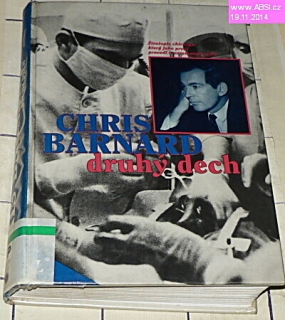 www.ABSI.cz
19.11.2014
CHRIS
BARNARD
druhý dech